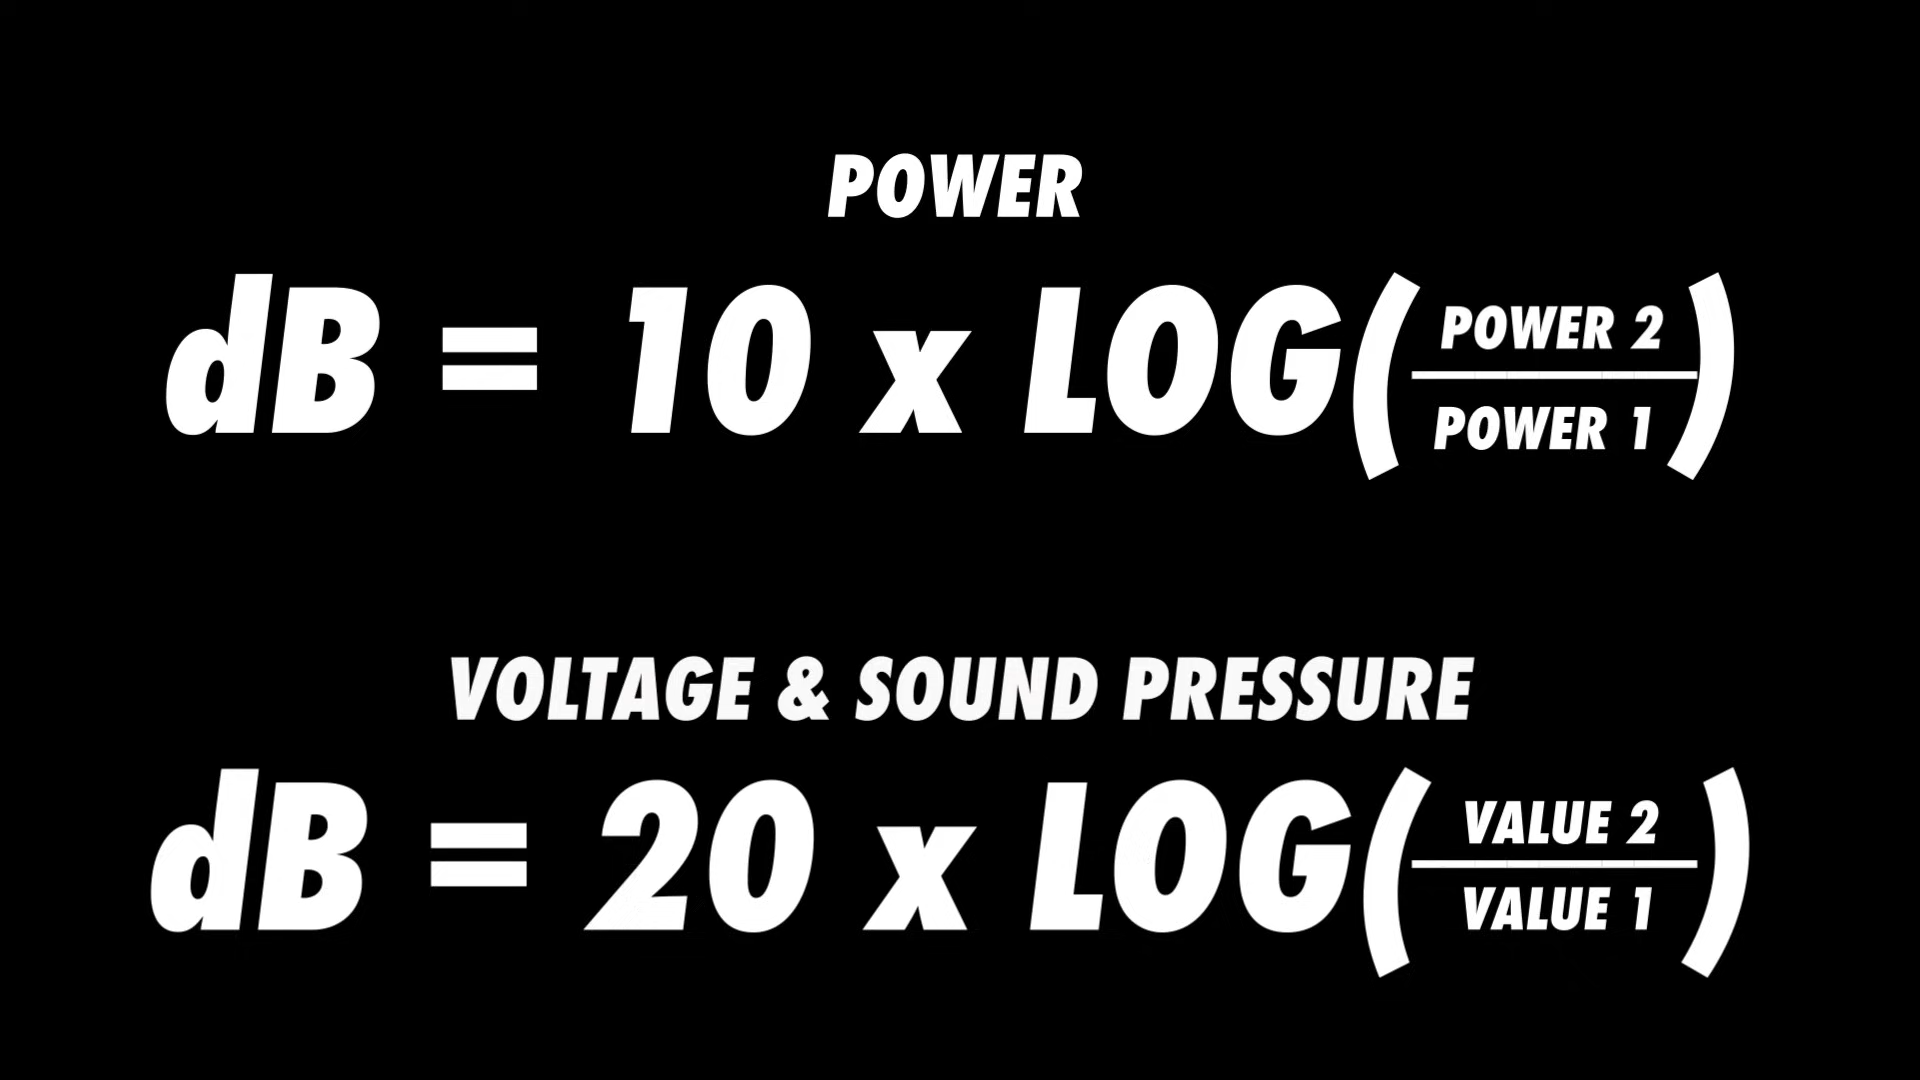 POWER
dB = 10 x LOG(POWER 2 / POWER 1)
VOLTAGE & SOUND PRESSURE
dB = 20 x LOG(VALUE 2 / VALUE 1)